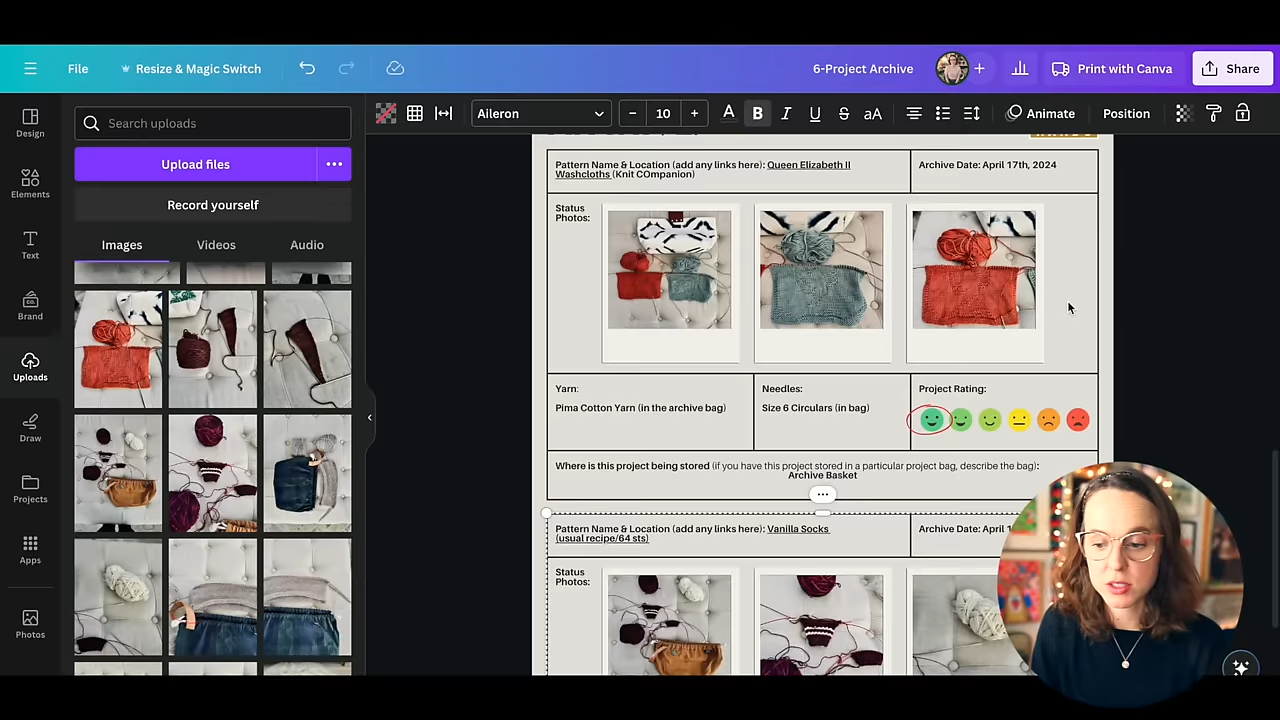 File
Resize & Magic Switch
6-Project Archive
Print with Canva
Share
Design
Elements
Text
Brand
Uploads
Draw
Projects
Apps
Photos
Search uploads
Upload files
Record yourself
Images
Videos
Audio
Aileron
10
A
B
I
U
S
aA
Animate
Position
Pattern Name & Location (add any links here): Queen Elizabeth II
Washcloths (Knit COmpanion)
Archive Date: April 17th, 2024
Status
Photos:
Yarn:
Pima Cotton Yarn (in the archive bag)
Needles:
Size 6 Circulars (in bag)
Project Rating:
Where is this project being stored (if you have this project stored in a particular project bag, describe the bag):
Archive Basket
Pattern Name & Location (add any links here): Vanilla Socks
(usual recipe/64 sts)
Archive Date: April 1
Status
Photos: